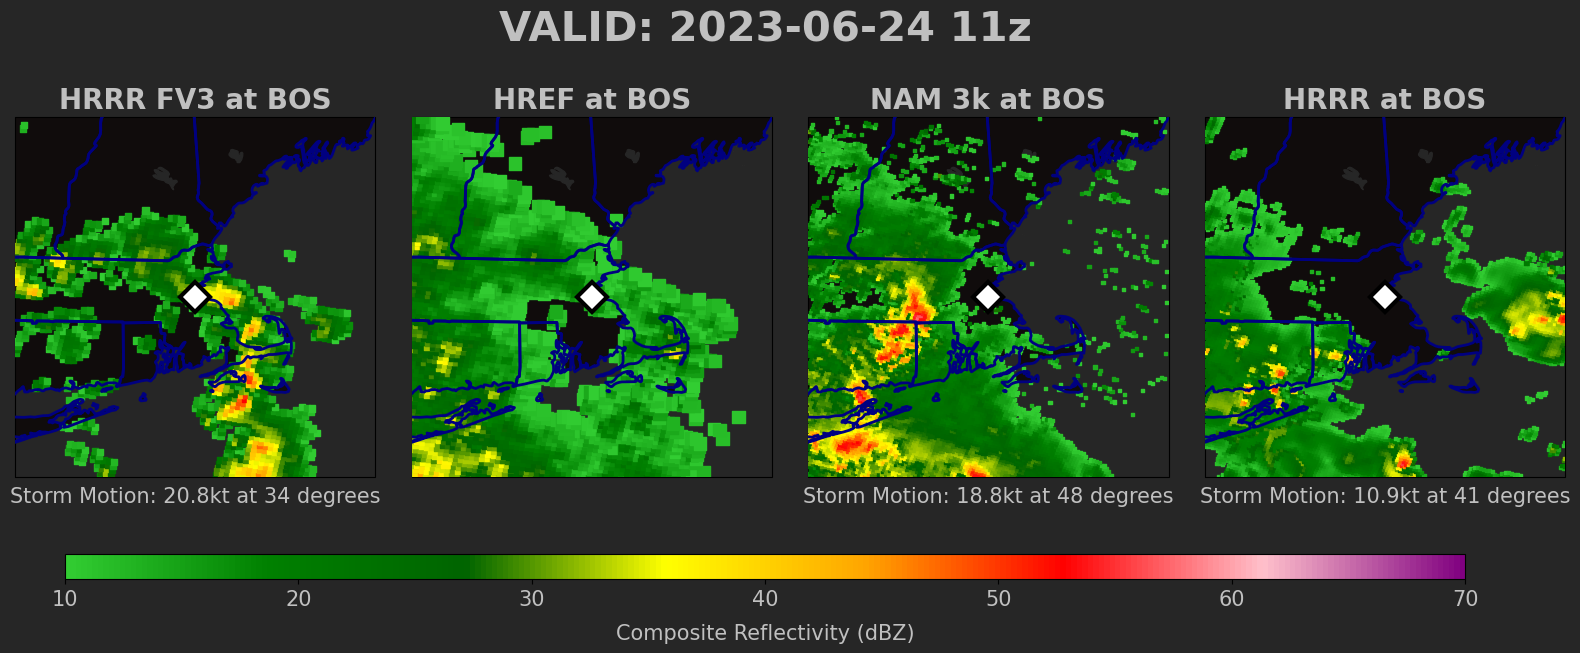 VALID: 2023-06-24 11z
HRRR FV3 at BOS
HREF at BOS
NAM 3k at BOS
HRRR at BOS
Storm Motion: 20.8kt at 34 degrees
Storm Motion: 18.8kt at 48 degrees
Storm Motion: 10.9kt at 41 degrees
10 20 30 40 50 60 70
Composite Reflectivity (dBZ)